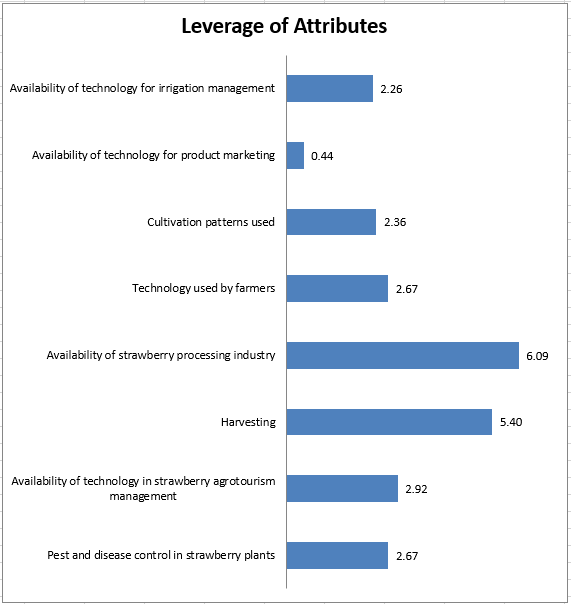 Leverage of Attributes
Availability of technology for irrigation management
2.26
Availability of technology for product marketing
0.44
Cultivation patterns used
2.36
Technology used by farmers
2.67
Availability of strawberry processing industry
6.09
Harvesting
5.40
Availability of technology in strawberry agrotourism
management
2.92
Pest and disease control in strawberry plants
2.67